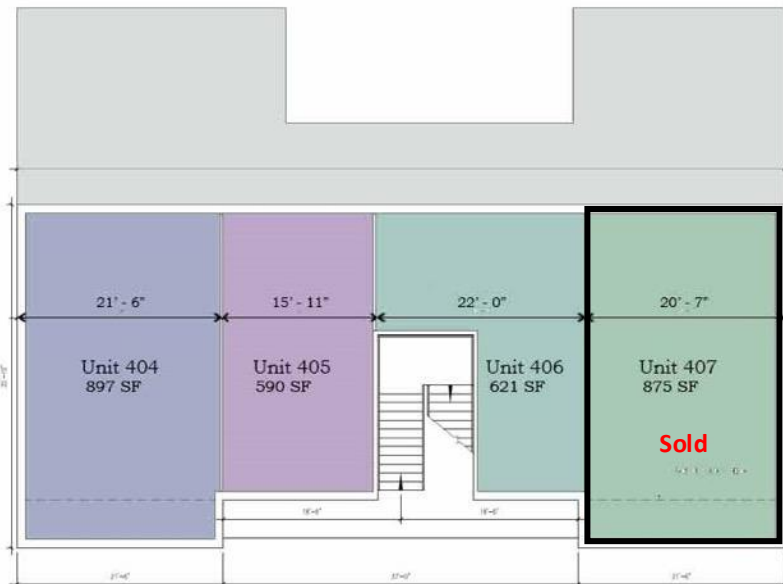 21' - 6"
15' - 11"
22' - 0"
20' - 7"
Unit 404
897 SF
Unit 405
590 SF
Unit 406
621 SF
Unit 407
875 SF
Sold